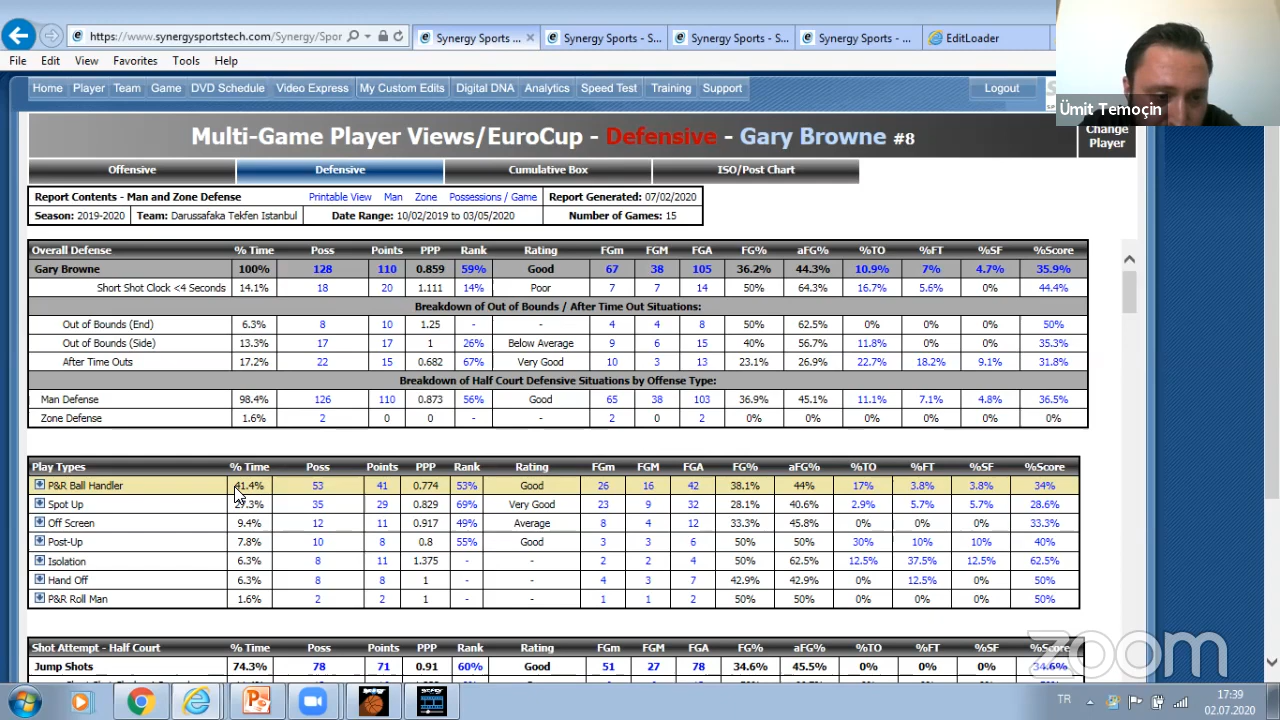 https://www.synergysportstech.com/Synergy/Spor
Synergy Sports ...
Synergy Sports - S...
Synergy Sports - S...
Synergy Sports - ...
EditLoader
File Edit View Favorites Tools Help
Home Player Team Game DVD Schedule Video Express My Custom Edits Digital DNA Analytics Speed Test Training Support Logout
Ümit Temoçin
Multi-Game Player Views/EuroCup - Defensive - Gary Browne #8
Change Player
Offensive Defensive Cumulative Box ISO/Post Chart
Report Contents - Man and Zone Defense Printable View Man Zone Possessions / Game Report Generated: 07/02/2020
Season: 2019-2020 Team: Darussafaka Tekfen Istanbul Date Range: 10/02/2019 to 03/05/2020 Number of Games: 15
Overall Defense % Time Poss Points PPP Rank Rating FGm FGM FGA FG% aFG% %TO %FT %SF %Score
Gary Browne 100% 128 110 0.859 59% Good 67 38 105 36.2% 44.3% 10.9% 7% 4.7% 35.9%
Short Shot Clock <4 Seconds 14.1% 18 20 1.111 14% Poor 7 7 14 50% 64.3% 16.7% 5.6% 0% 44.4%
Breakdown of Out of Bounds / After Time Out Situations:
Out of Bounds (End) 6.3% 8 10 1.25 - - 4 4 8 50% 62.5% 0% 0% 0% 50%
Out of Bounds (Side) 13.3% 17 17 1 26% Below Average 9 6 15 40% 56.7% 11.8% 0% 0% 35.3%
After Time Outs 17.2% 22 15 0.682 67% Very Good 10 3 13 23.1% 26.9% 22.7% 18.2% 9.1% 31.8%
Breakdown of Half Court Defensive Situations by Offense Type:
Man Defense 98.4% 126 110 0.873 56% Good 65 38 103 36.9% 45.1% 11.1% 7.1% 4.8% 36.5%
Zone Defense 1.6% 2 0 0 - - 2 0 2 0% 0% 0% 0% 0% 0%
Play Types % Time Poss Points PPP Rank Rating FGm FGM FGA FG% aFG% %TO %FT %SF %Score
P&R Ball Handler 41.4% 53 41 0.774 53% Good 26 16 42 38.1% 44% 17% 3.8% 3.8% 34%
Spot Up 27.3% 35 29 0.829 69% Very Good 23 9 32 28.1% 40.6% 2.9% 5.7% 5.7% 28.6%
Off Screen 9.4% 12 11 0.917 49% Average 8 4 12 33.3% 45.8% 0% 0% 0% 33.3%
Post-Up 7.8% 10 8 0.8 55% Good 3 3 6 50% 50% 30% 10% 10% 40%
Isolation 6.3% 8 11 1.375 - - 2 2 4 50% 62.5% 12.5% 37.5% 12.5% 62.5%
Hand Off 6.3% 8 8 1 - - 4 3 7 42.9% 42.9% 0% 12.5% 0% 50%
P&R Roll Man 1.6% 2 2 1 - - 1 1 2 50% 50% 0% 0% 0% 50%
Shot Attempt - Half Court % Time Poss Points PPP Rank Rating FGm FGM FGA FG% aFG% %TO %FT %SF %Score
Jump Shots 74.3% 78 71 0.91 60% Good 51 27 78 34.6% 45.5% 0% 0% 0% 34.6%
zoom
TR
17:39
02.07.2020